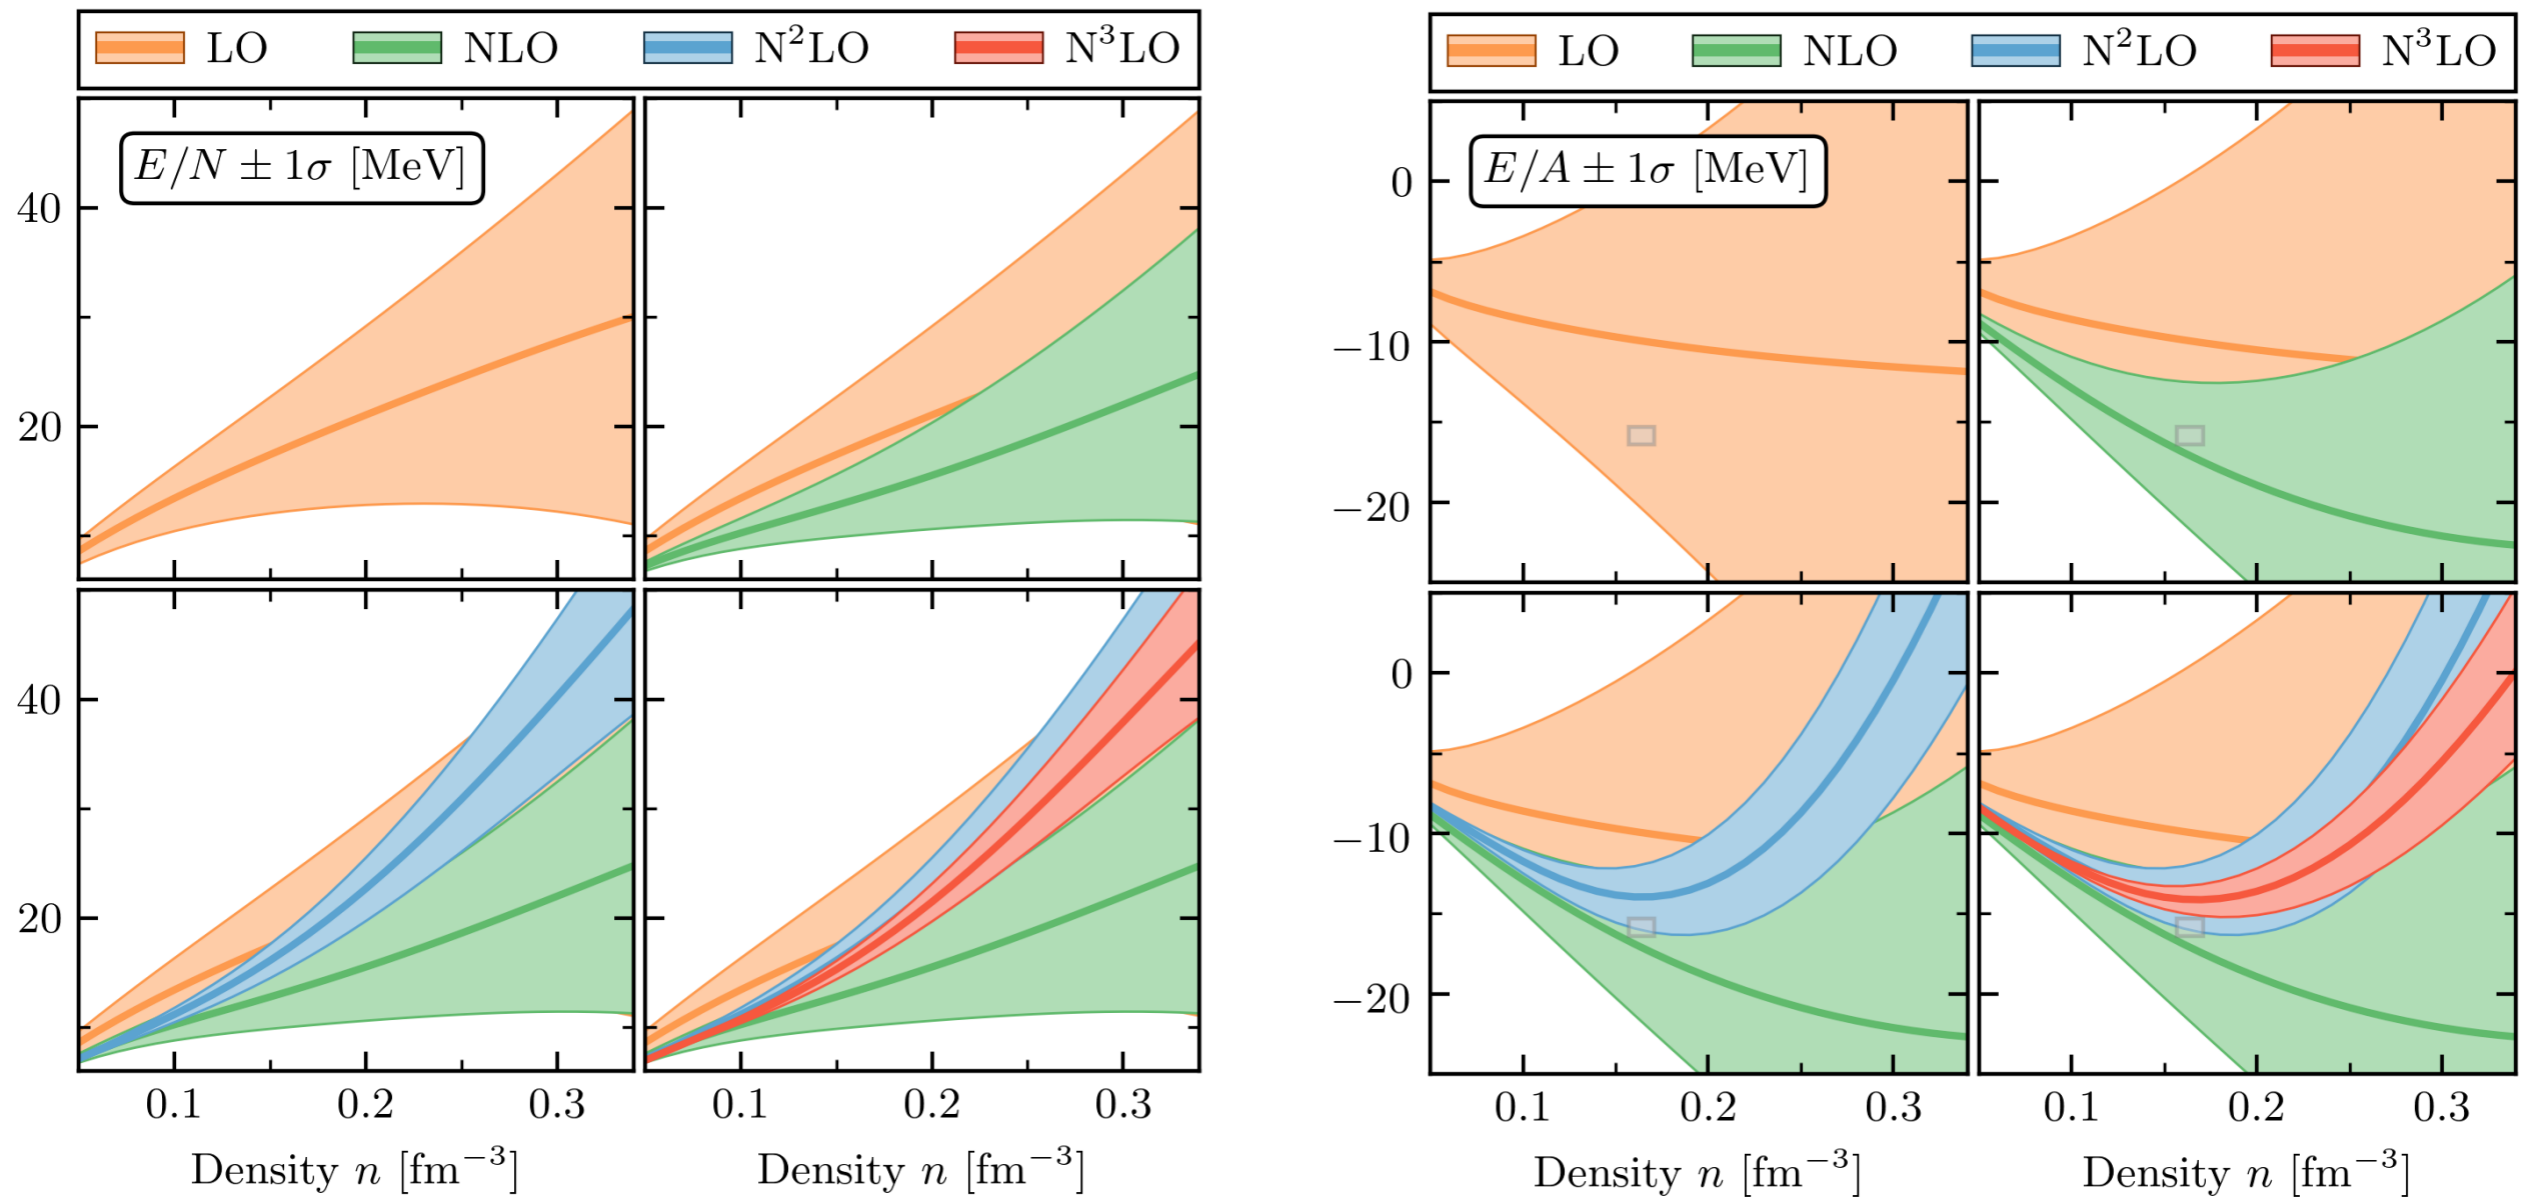 LO NLO N²LO N³LO
E/N ± 1σ [MeV]
40
20
40
20
0.1 0.2 0.3 0.1 0.2 0.3
Density n [fm⁻³] Density n [fm⁻³]
LO NLO N²LO N³LO
E/A ± 1σ [MeV]
0
−10
−20
0
−10
−20
0.1 0.2 0.3 0.1 0.2 0.3
Density n [fm⁻³] Density n [fm⁻³]